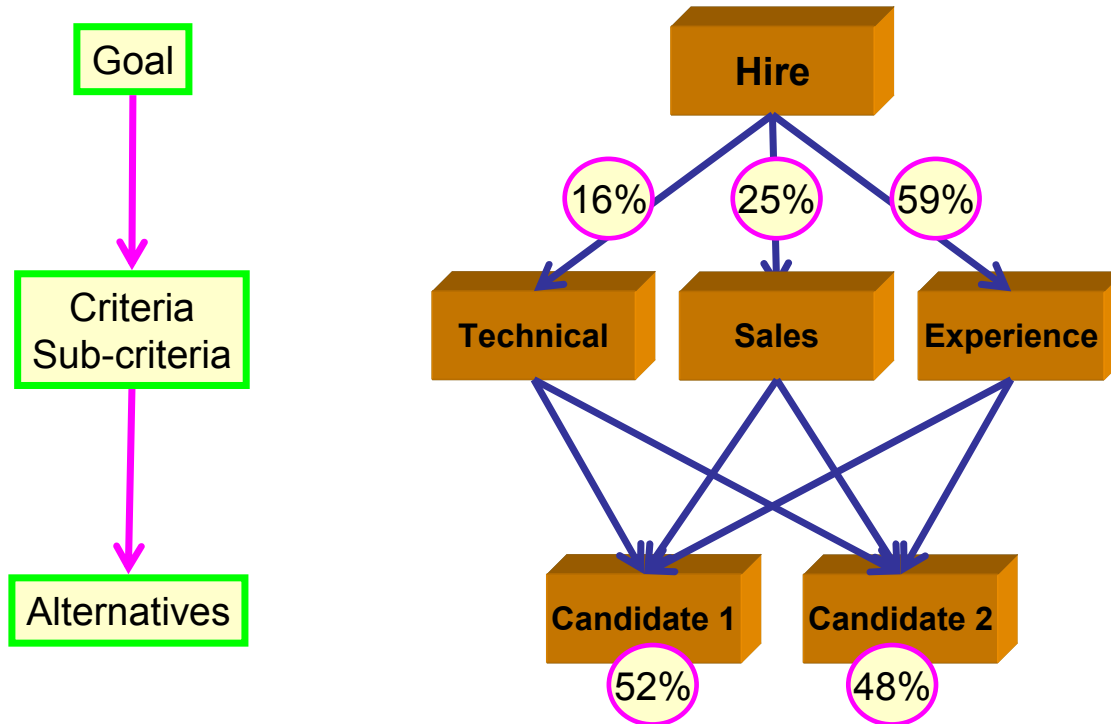 Goal
Hire
16%
25%
59%
Criteria
Sub-criteria
Technical
Sales
Experience
Alternatives
Candidate 1
Candidate 2
52%
48%